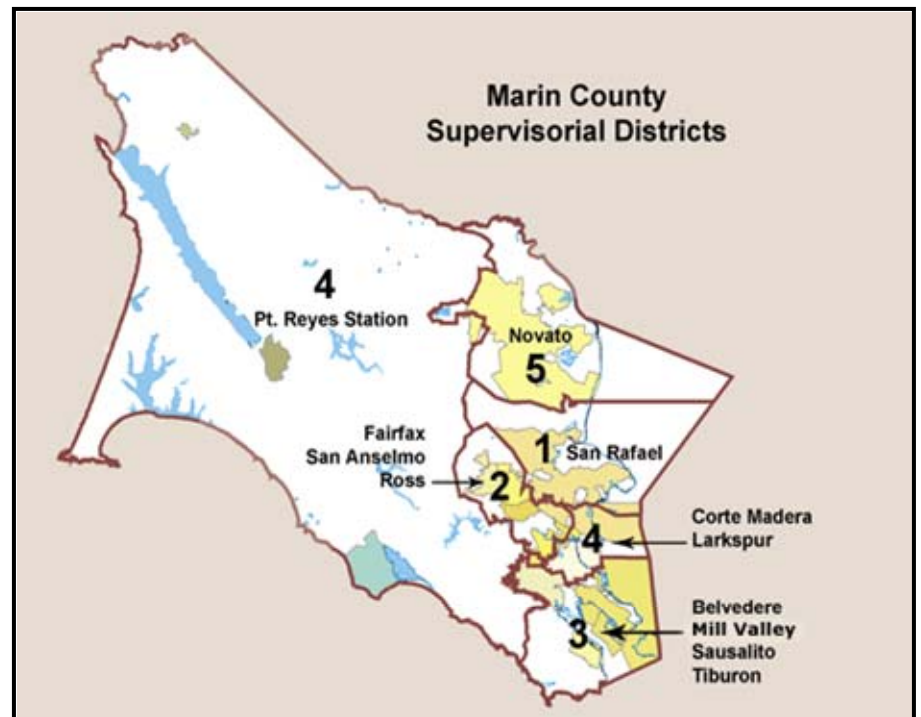 Marin County
Supervisorial Districts
4
Pt. Reyes Station
Novato
5
Fairfax
San Anselmo
Ross
1
San Rafael
2
Corte Madera
Larkspur
4
Belvedere
Mill Valley
Sausalito
Tiburon
3